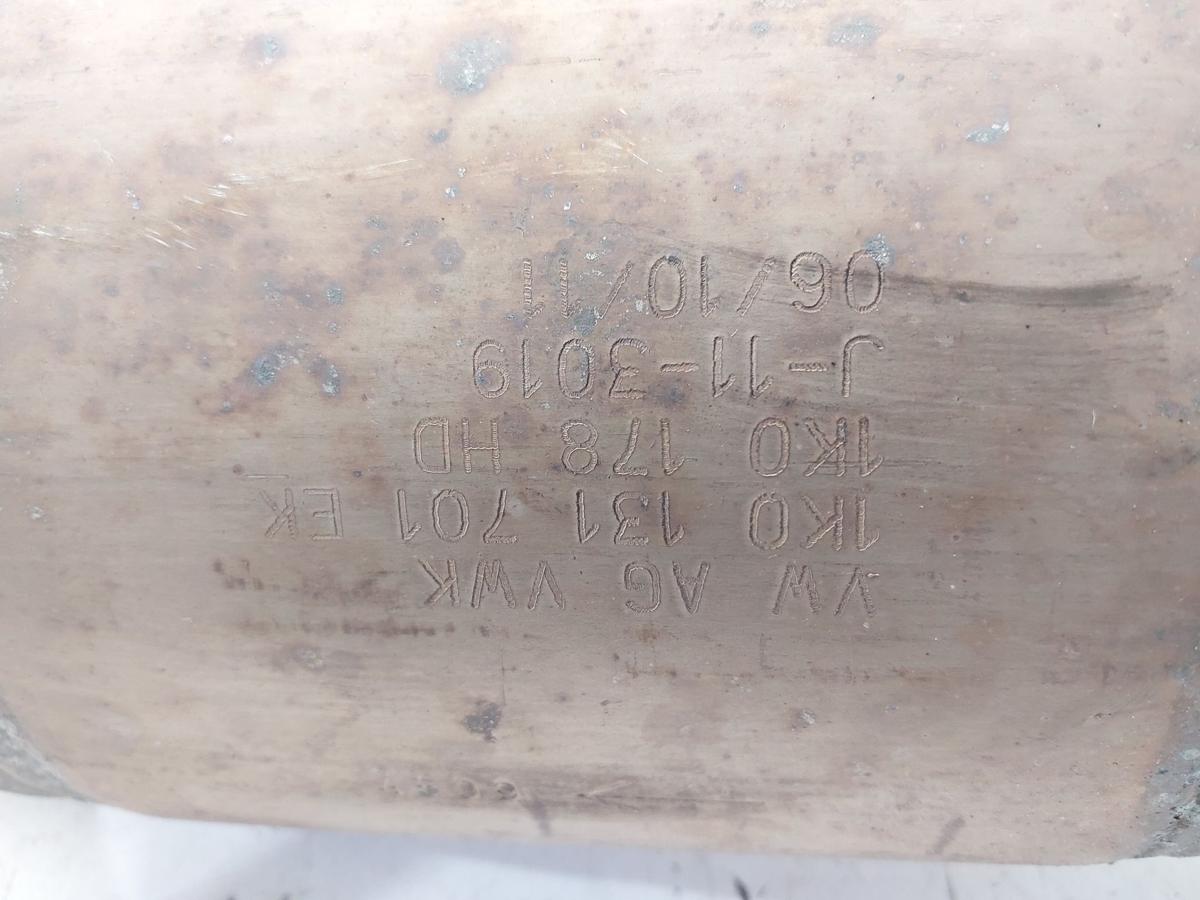 VW AG VWK
1K0 131 701 EK
1K0 178 HD
J-11-3019
06/10/11